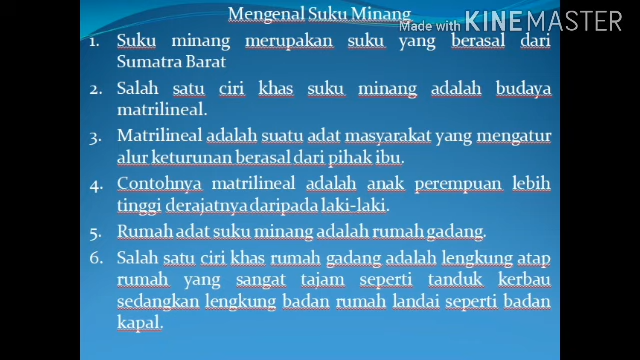 Mengenal Suku Minang
Made with KINEMASTER
1. Suku minang merupakan suku yang berasal dari
Sumatra Barat
2. Salah satu ciri khas suku minang adalah budaya
matrilineal.
3. Matrilineal adalah suatu adat masyarakat yang mengatur
alur keturunan berasal dari pihak ibu.
4. Contohnya matrilineal adalah anak perempuan lebih
tinggi derajatnya daripada laki-laki.
5. Rumah adat suku minang adalah rumah gadang.
6. Salah satu ciri khas rumah gadang adalah lengkung atap
rumah yang sangat tajam seperti tanduk kerbau
sedangkan lengkung badan rumah landai seperti badan
kapal.